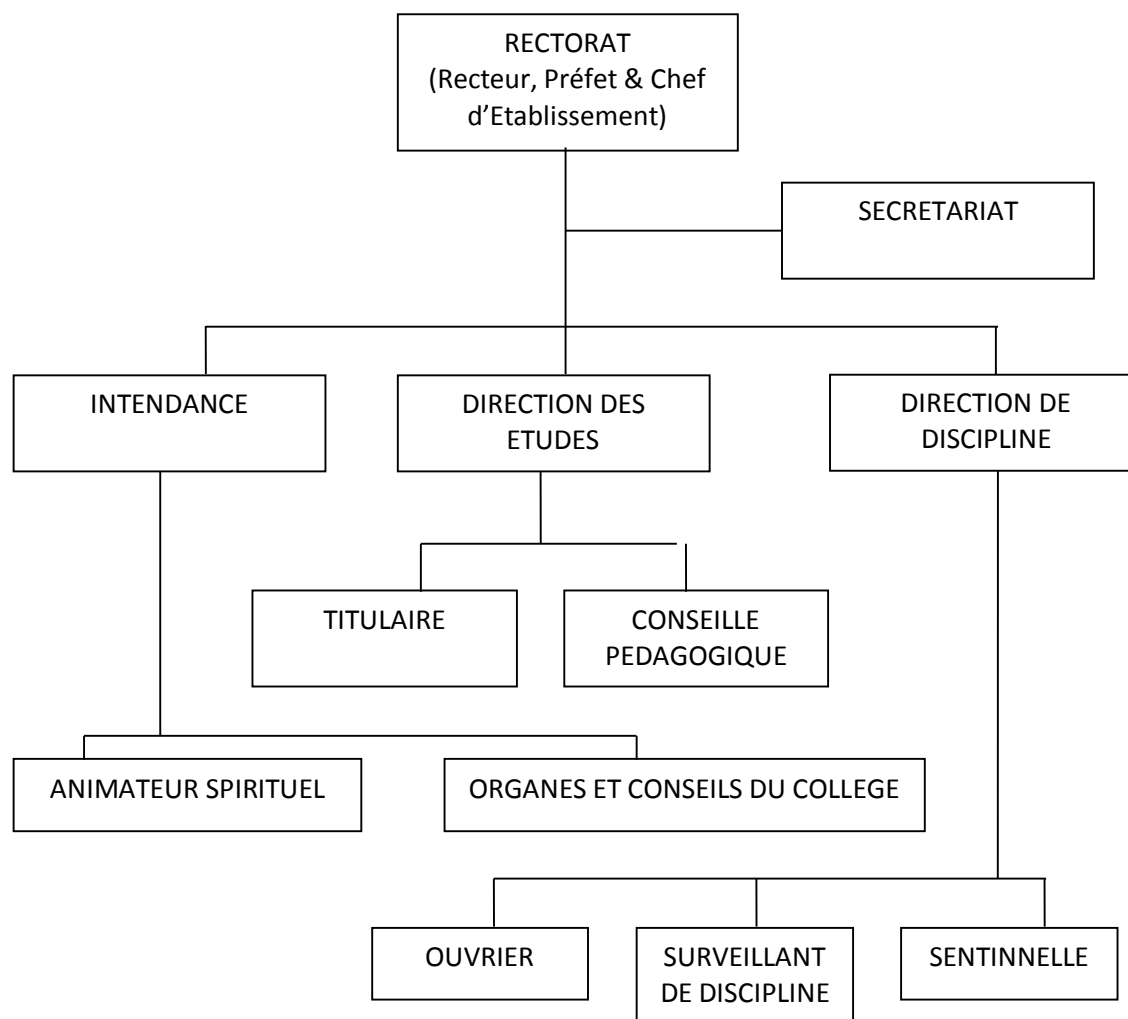 RECTORAT
(Recteur, Préfet & Chef
d’Etablissement)
SECRETARIAT
INTENDANCE
DIRECTION DES
ETUDES
DIRECTION DE
DISCIPLINE
TITULAIRE
CONSEILLE
PEDAGOGIQUE
ANIMATEUR SPIRITUEL
ORGANES ET CONSEILS DU COLLEGE
OUVRIER
SURVEILLANT
DE DISCIPLINE
SENTINNELLE